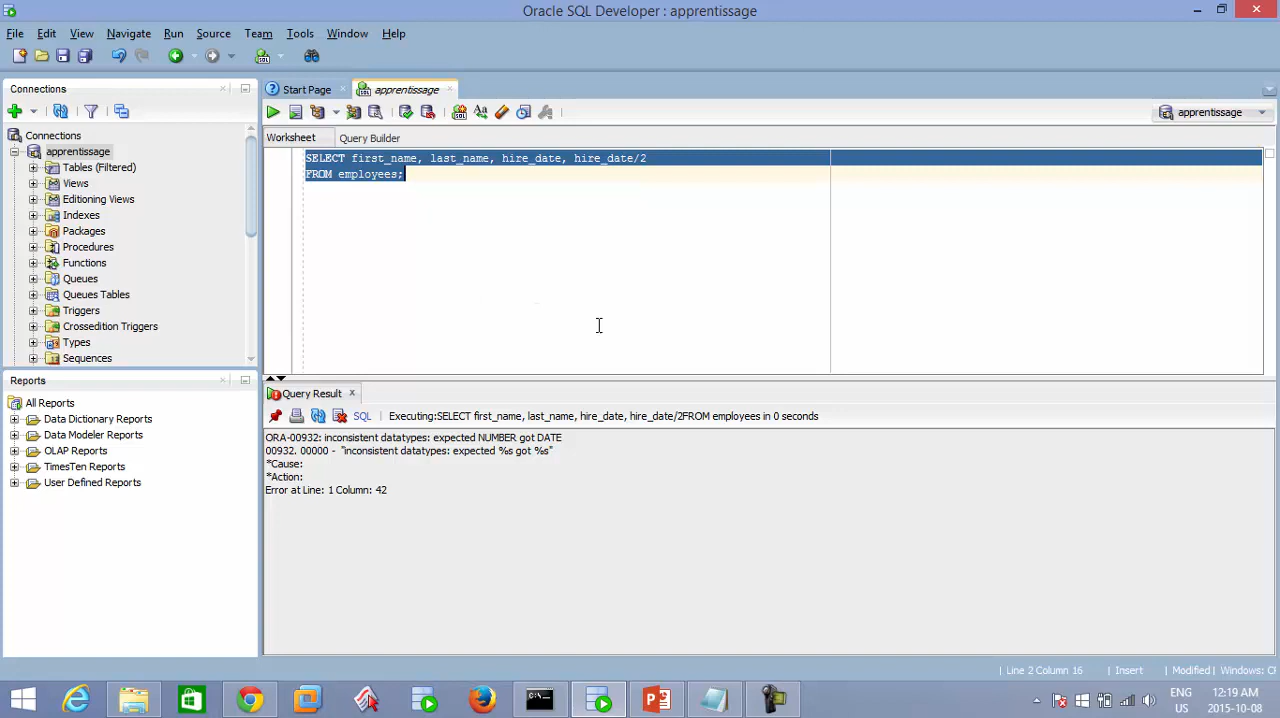 Oracle SQL Developer : apprentissage
File Edit View Navigate Run Source Team Tools Window Help
Connections
Start Page
apprentissage
apprentissage
Worksheet Query Builder
Connections
apprentissage
Tables (Filtered)
Views
Editioning Views
Indexes
Packages
Procedures
Functions
Queues
Queues Tables
Triggers
Crossedition Triggers
Types
Sequences
SELECT first_name, last_name, hire_date, hire_date/2
FROM employees;
Reports
All Reports
Data Dictionary Reports
Data Modeler Reports
OLAP Reports
TimesTen Reports
User Defined Reports
Query Result
SQL | Executing:SELECT first_name, last_name, hire_date, hire_date/2FROM employees in 0 seconds
ORA-00932: inconsistent datatypes: expected NUMBER got DATE
00932. 00000 - "inconsistent datatypes: expected %s got %s"
*Cause:
*Action:
Error at Line: 1 Column: 42
Line 2 Column 16 | Insert | Modified | Windows: C
ENG 12:19 AM
US 2015-10-08